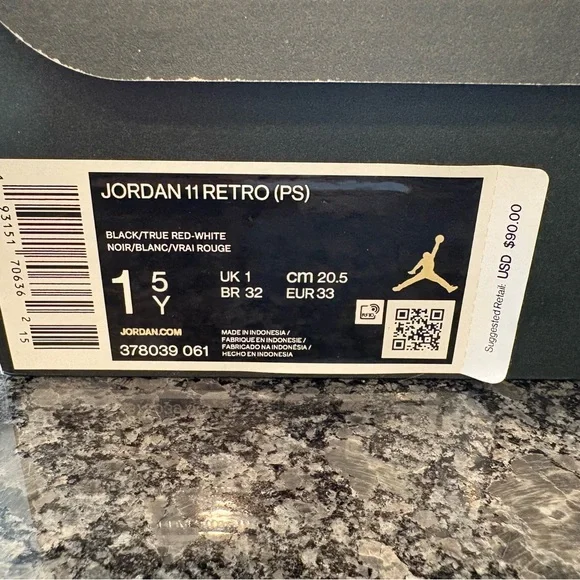 JORDAN 11 RETRO (PS)
BLACK/TRUE RED-WHITE
NOIR/BLANC/VRAI ROUGE
1 5 Y
UK 1 cm 20.5
BR 32 EUR 33
JORDAN.COM
378039 061
MADE IN INDONESIA /
FABRIQUE EN INDONESIE /
FABRICADO NA INDONÉSIA /
HECHO EN INDONESIA
RFID
Suggested Retail: USD $90.00
1 93151 70636 2 15